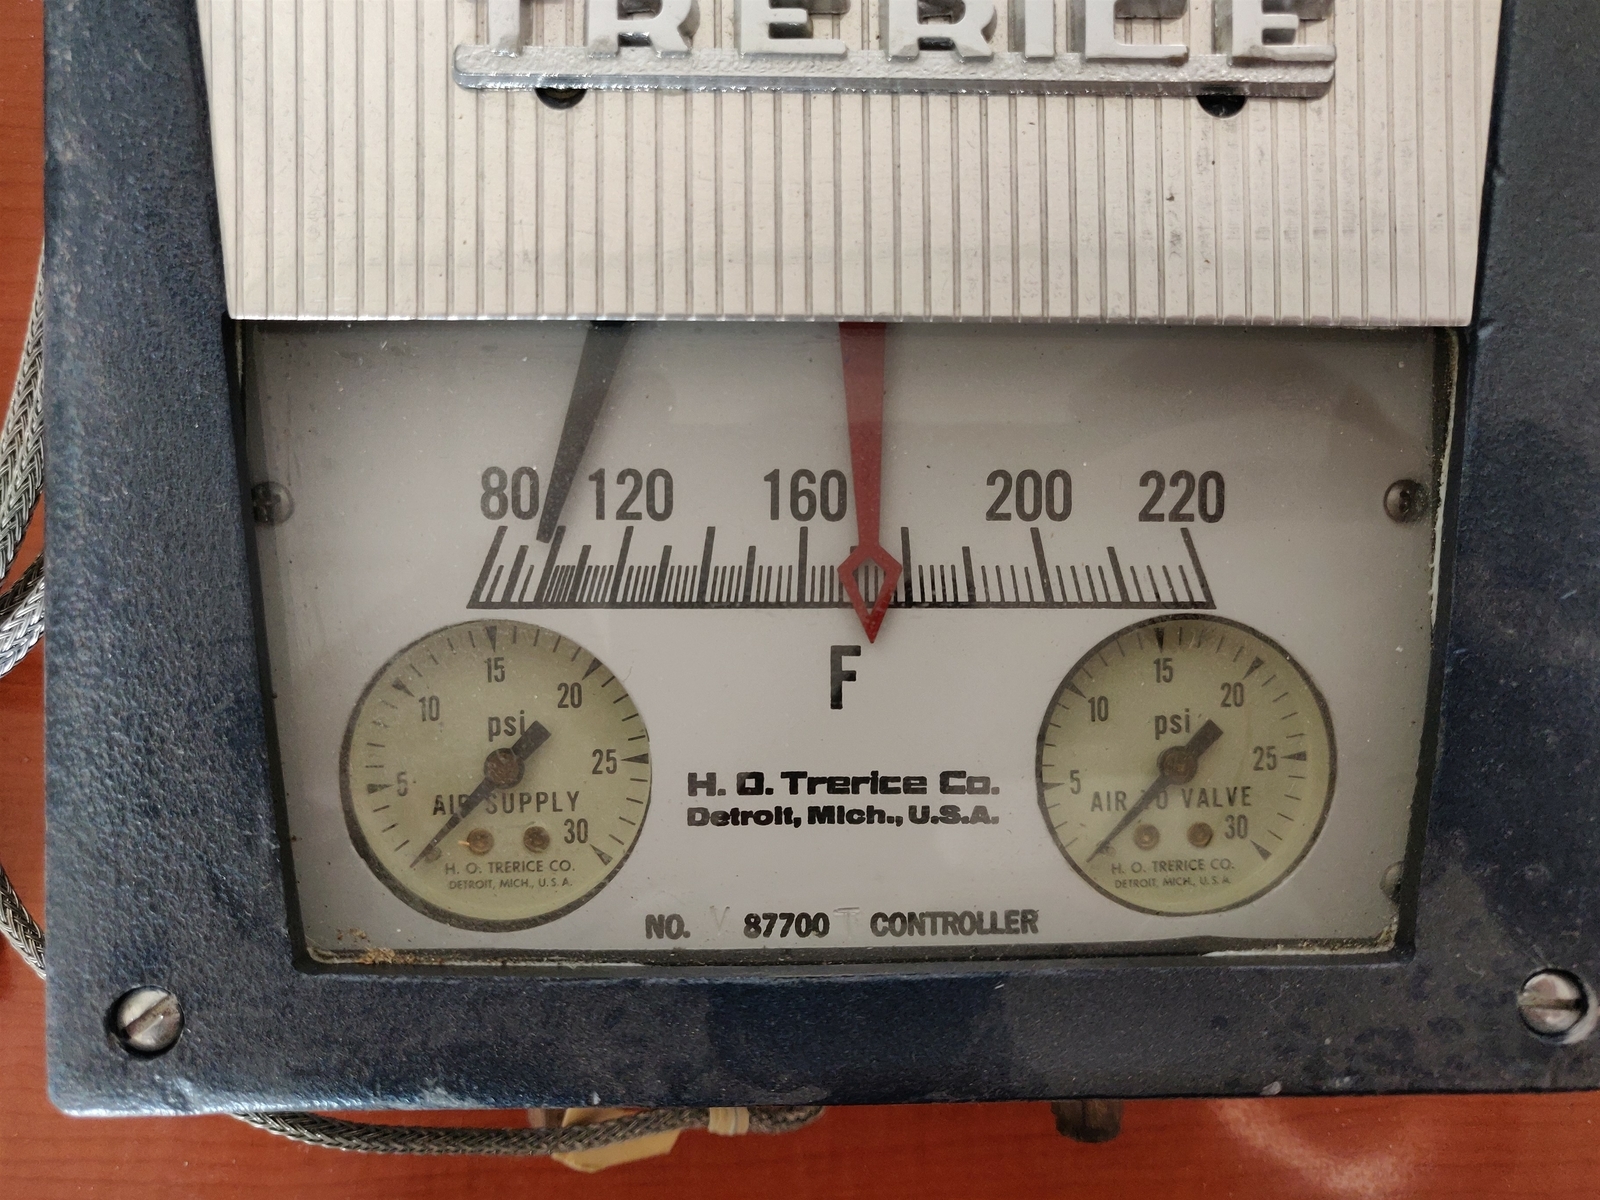 TRERICE
80 120 160 200 220
F
15
10 20
psi
5 25
AIR SUPPLY
30
H. O. TRERICE CO.
DETROIT, MICH., U.S.A.
H. O. Trerice Co.
Detroit, Mich., U.S.A.
15
10 20
psi
5 25
AIR TO VALVE
30
H. O. TRERICE CO.
DETROIT, MICH., U.S.A.
NO. V 87700 T CONTROLLER